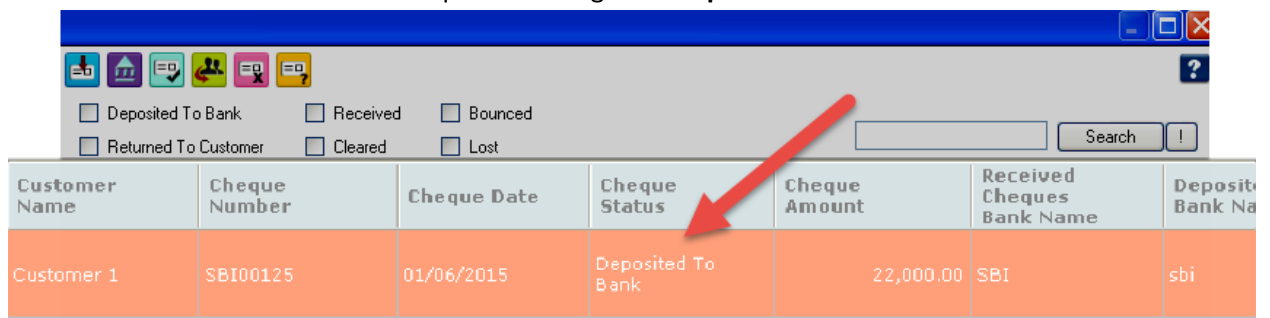 Deposited To Bank Received Bounced
Returned To Customer Cleared Lost
Search !
?
Customer Name Cheque Number Cheque Date Cheque Status Cheque Amount Received Cheques Bank Name
Customer 1 SBI00125 01/06/2015 Deposited To Bank 22,000.00 SBI sbi